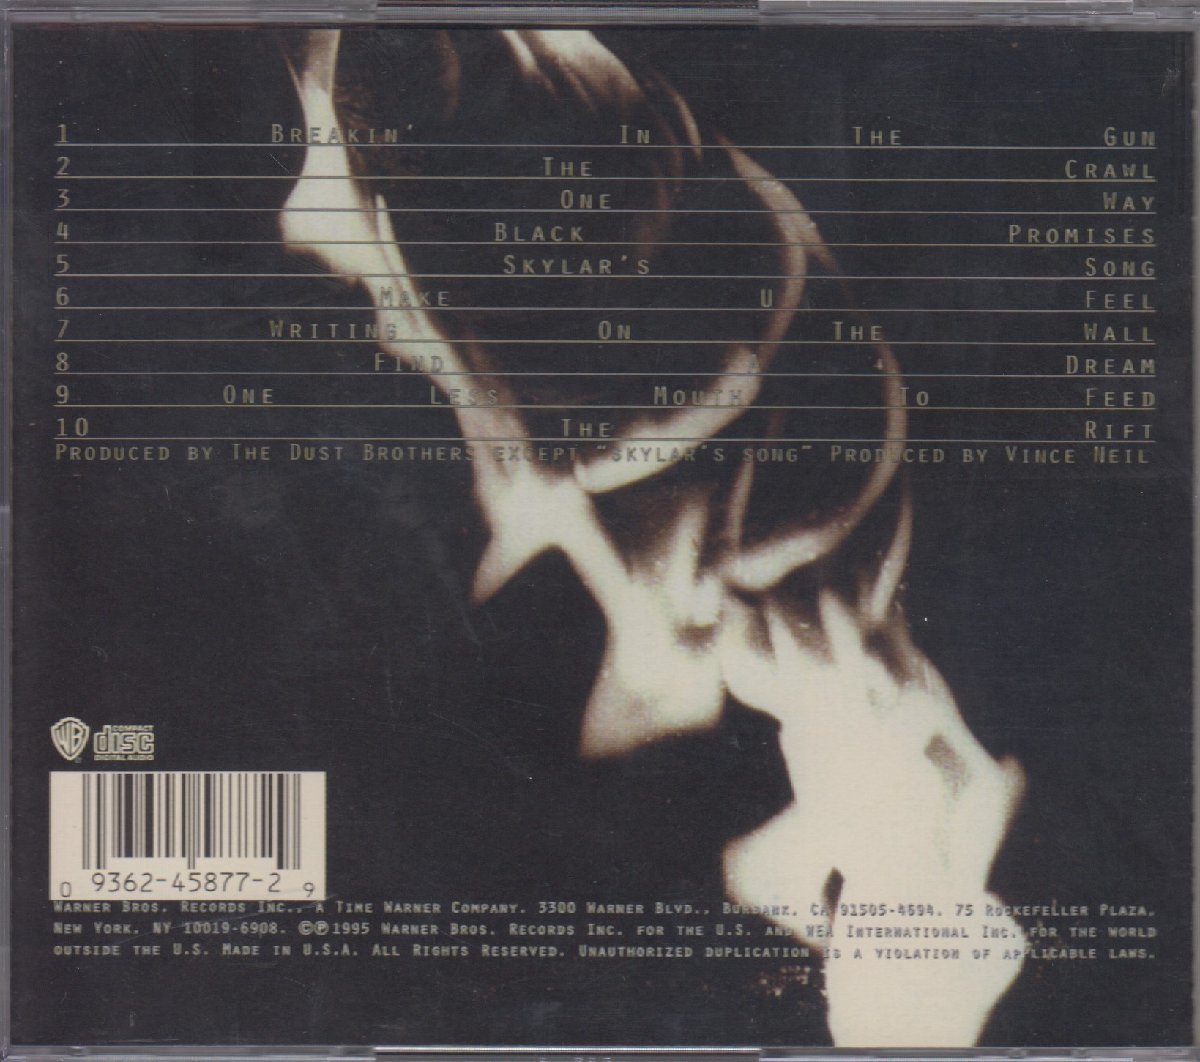 1 Breakin' In The Gun
2 The Crawl
3 One Way
4 Black Promises
5 Skylar's Song
6 Make U Feel
7 Writing On The Wall
8 Find A Dream
9 One Less Mouth To Feed
10 The Rift
Produced by The Dust Brothers except "Skylar's Song" Produced by Vince Neil
WB
COMPACT
disc
DIGITAL AUDIO
0 9362-45877-2 9
Warner Bros. Records Inc., a Time Warner Company. 3300 Warner Blvd., Burbank, CA 91505-4694. 75 Rockefeller Plaza,
New York, NY 10019-6908. ©℗1995 Warner Bros. Records Inc. for the U.S. and WEA International Inc. for the world
outside the U.S. Made in U.S.A. All Rights Reserved. Unauthorized duplication is a violation of applicable laws.